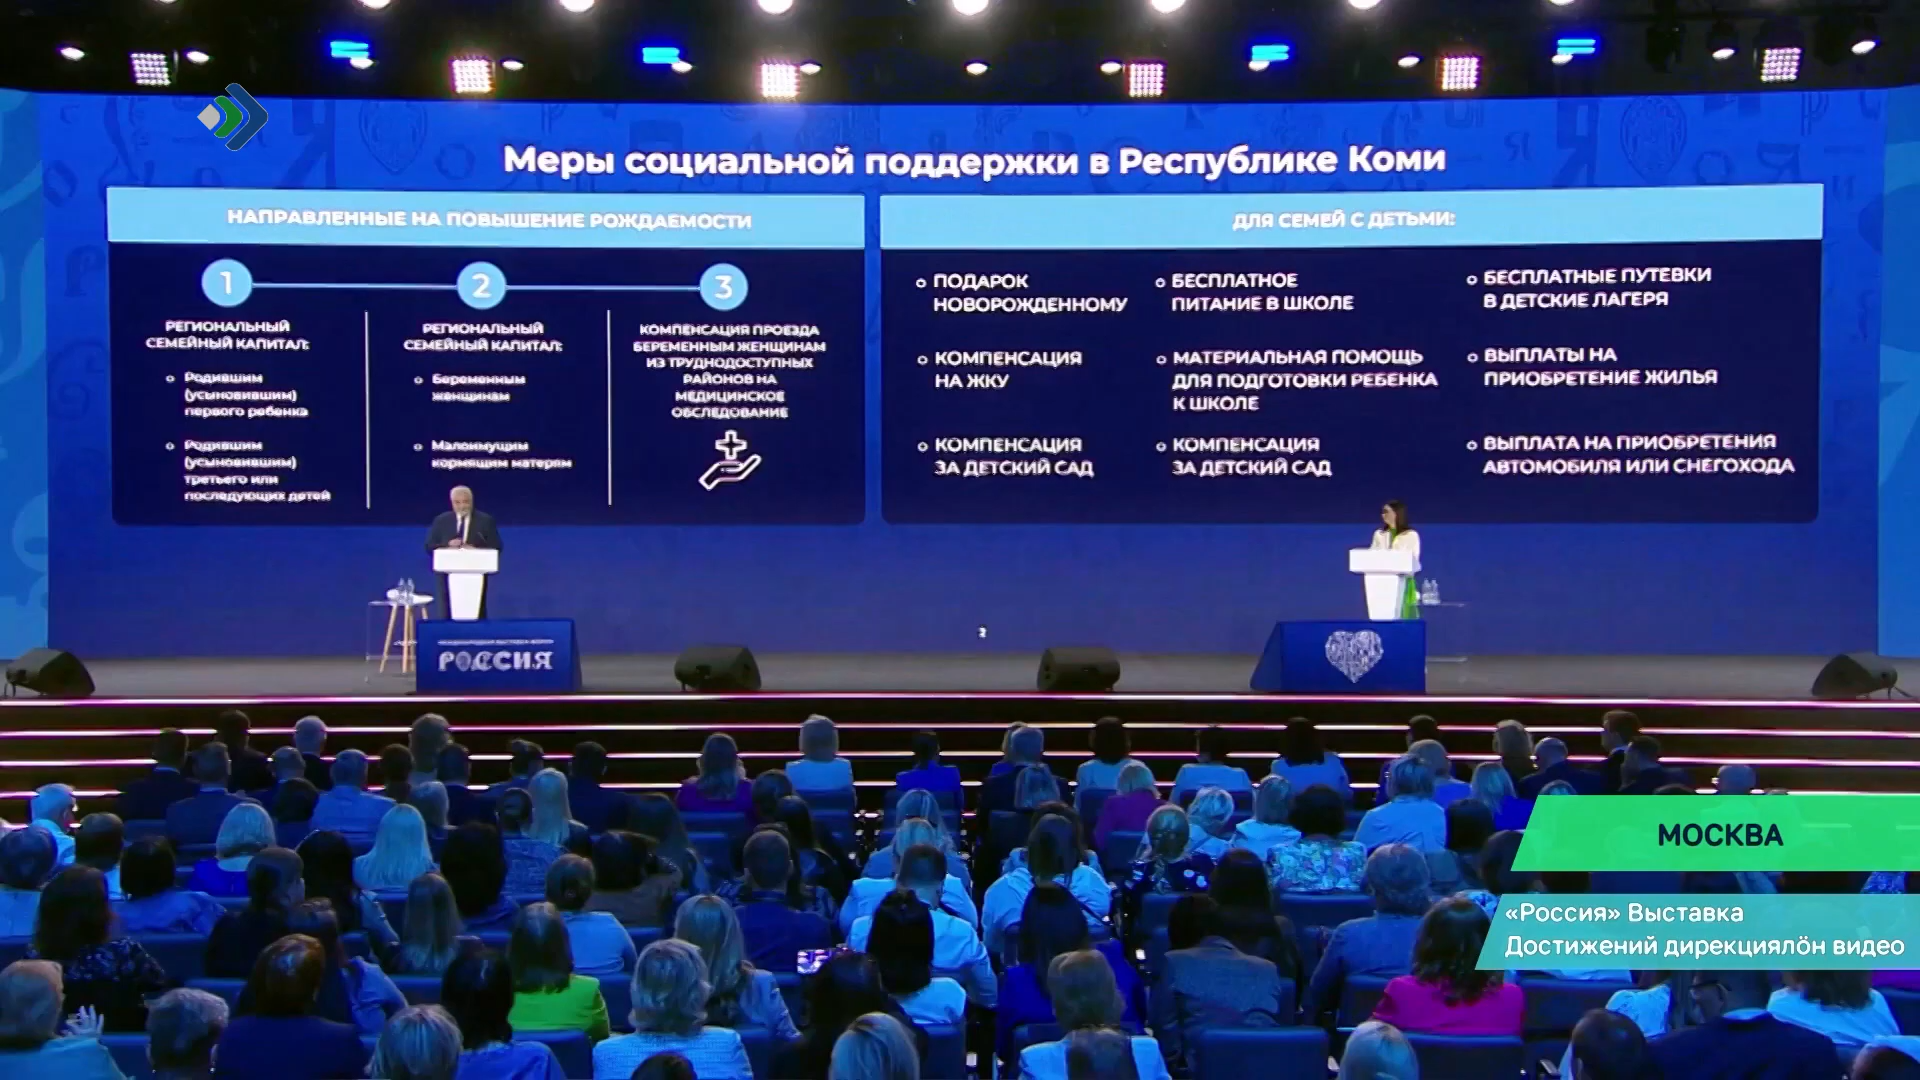 Меры социальной поддержки в Республике Коми
НАПРАВЛЕННЫЕ НА ПОВЫШЕНИЕ РОЖДАЕМОСТИ
1
РЕГИОНАЛЬНЫЙ
СЕМЕЙНЫЙ КАПИТАЛ:
Родившим
(усыновившим)
первого ребенка
Родившим
(усыновившим)
третьего или
последующих детей
2
РЕГИОНАЛЬНЫЙ
СЕМЕЙНЫЙ КАПИТАЛ:
Беременным
женщинам
Малоимущим
кормящим матерям
3
КОМПЕНСАЦИЯ ПРОЕЗДА
БЕРЕМЕННЫМ ЖЕНЩИНАМ
ИЗ ТРУДНОДОСТУПНЫХ
РАЙОНОВ НА
МЕДИЦИНСКОЕ
ОБСЛЕДОВАНИЕ
ДЛЯ СЕМЕЙ С ДЕТЬМИ:
ПОДАРОК
НОВОРОЖДЕННОМУ
КОМПЕНСАЦИЯ
НА ЖКУ
КОМПЕНСАЦИЯ
ЗА ДЕТСКИЙ САД
БЕСПЛАТНОЕ
ПИТАНИЕ В ШКОЛЕ
МАТЕРИАЛЬНАЯ ПОМОЩЬ
ДЛЯ ПОДГОТОВКИ РЕБЕНКА
К ШКОЛЕ
КОМПЕНСАЦИЯ
ЗА ДЕТСКИЙ САД
БЕСПЛАТНЫЕ ПУТЕВКИ
В ДЕТСКИЕ ЛАГЕРЯ
ВЫПЛАТЫ НА
ПРИОБРЕТЕНИЕ ЖИЛЬЯ
ВЫПЛАТА НА ПРИОБРЕТЕНИЯ
АВТОМОБИЛЯ ИЛИ СНЕГОХОДА
РОССИЯ
МОСКВА
«Россия» Выставка
Достижений дирекциялӧн видео